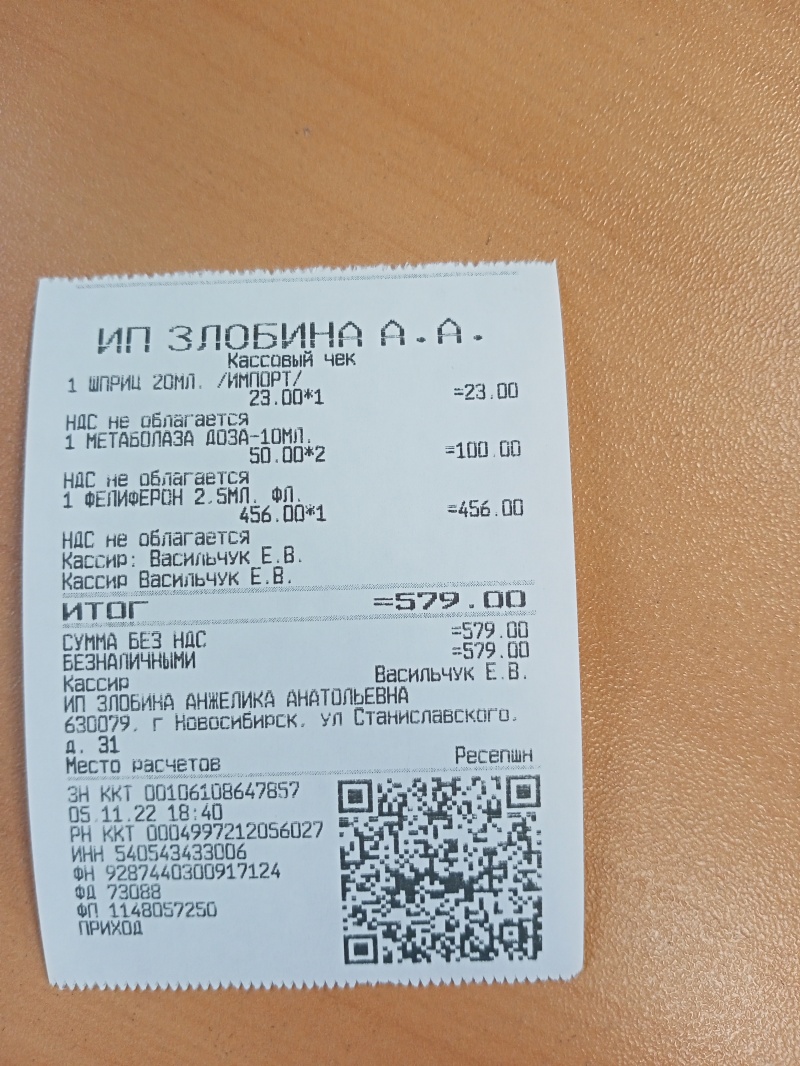 ИП ЗЛОБИНА А.А.
Кассовый чек
1 ШПРИЦ 20МЛ. /ИМПОРТ/
23.00*1 =23.00
НДС не облагается
1 МЕТАБОЛАЗА ДОЗА-10МЛ.
50.00*2 =100.00
НДС не облагается
1 ФЕЛИФЕРОН 2.5МЛ. ФЛ.
456.00*1 =456.00
НДС не облагается
Кассир: Васильчук Е.В.
Кассир Васильчук Е.В.
ИТОГ =579.00
СУММА БЕЗ НДС =579.00
БЕЗНАЛИЧНЫМИ =579.00
Кассир Васильчук Е.В.
ИП ЗЛОБИНА АНЖЕЛИКА АНАТОЛЬЕВНА
630079, г Новосибирск, ул Станиславского,
д. 31
Место расчетов Ресепшн
ЗН ККТ 00106108647857
05.11.22 18:40
РН ККТ 0004997212056027
ИНН 540543433006
ФН 9287440300917124
ФД 73088
ФП 1148057250
ПРИХОД